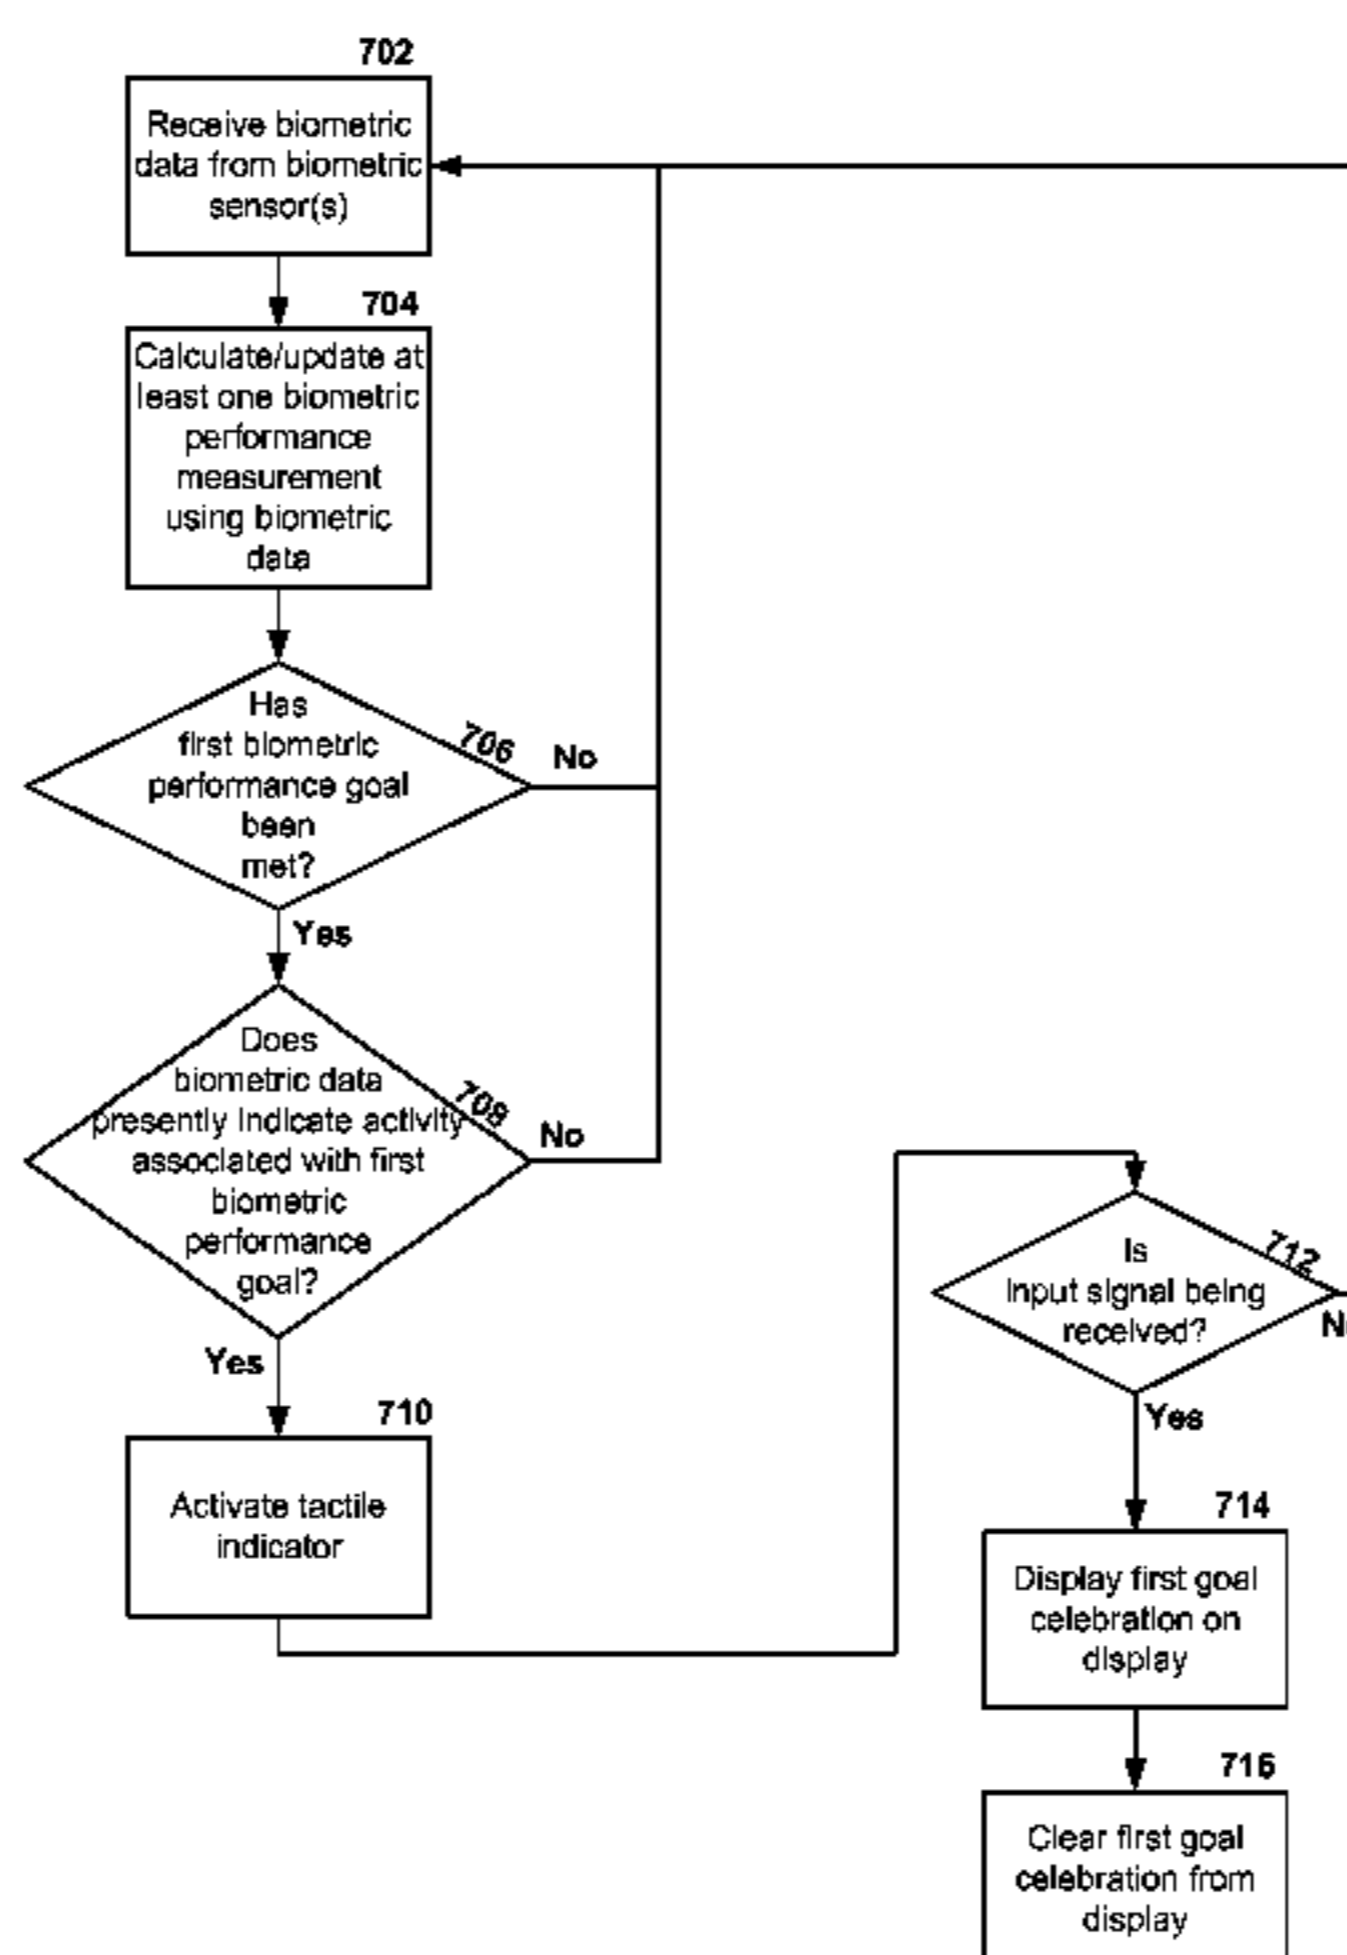 702
Receive biometric
data from biometric
sensor(s)
704
Calculate/update at
least one biometric
performance
measurement
using biometric
data
Has
first biometric
performance goal
been
met?
706
No
Yes
Does
biometric data
presently indicate activity
associated with first
biometric
performance
goal?
708
No
Yes
710
Activate tactile
indicator
Is
input signal being
received?
712
No
Yes
714
Display first goal
celebration on
display
716
Clear first goal
celebration from
display